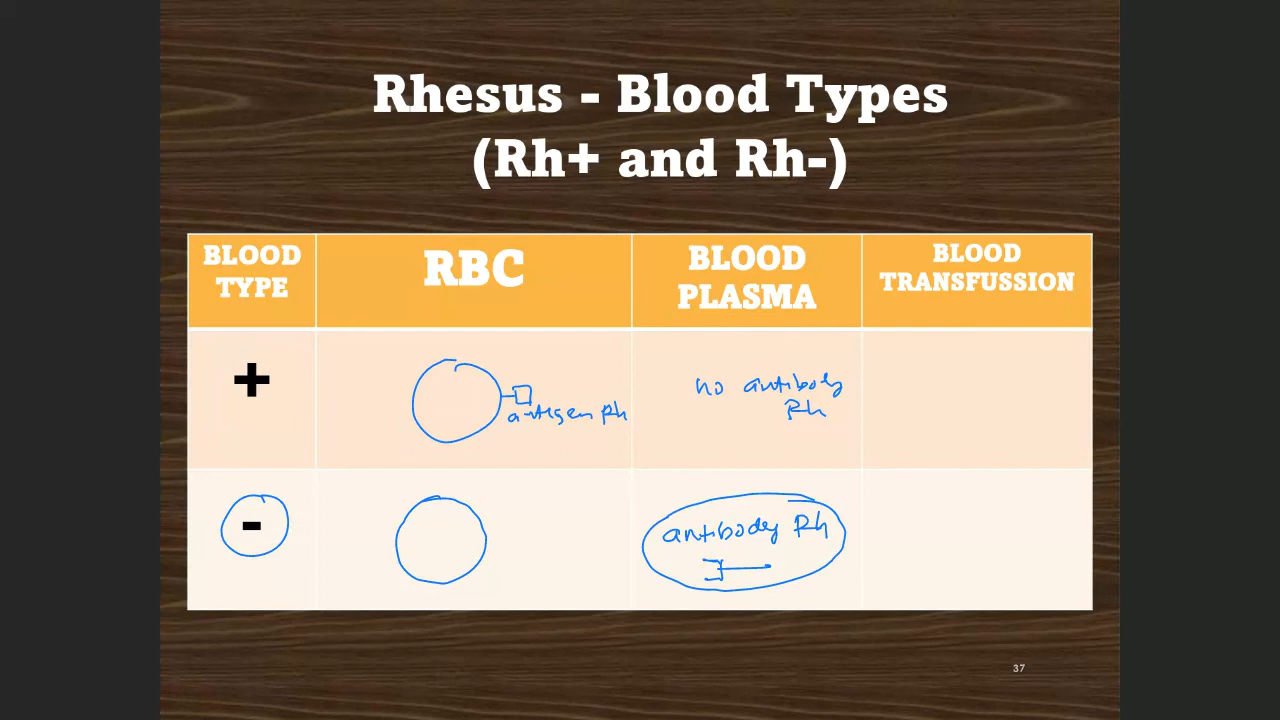 Rhesus - Blood Types
(Rh+ and Rh-)
BLOOD
TYPE
RBC
BLOOD
PLASMA
BLOOD
TRANSFUSSION
+
antigen Rh
no antibody
Rh
-
antibody Rh
37